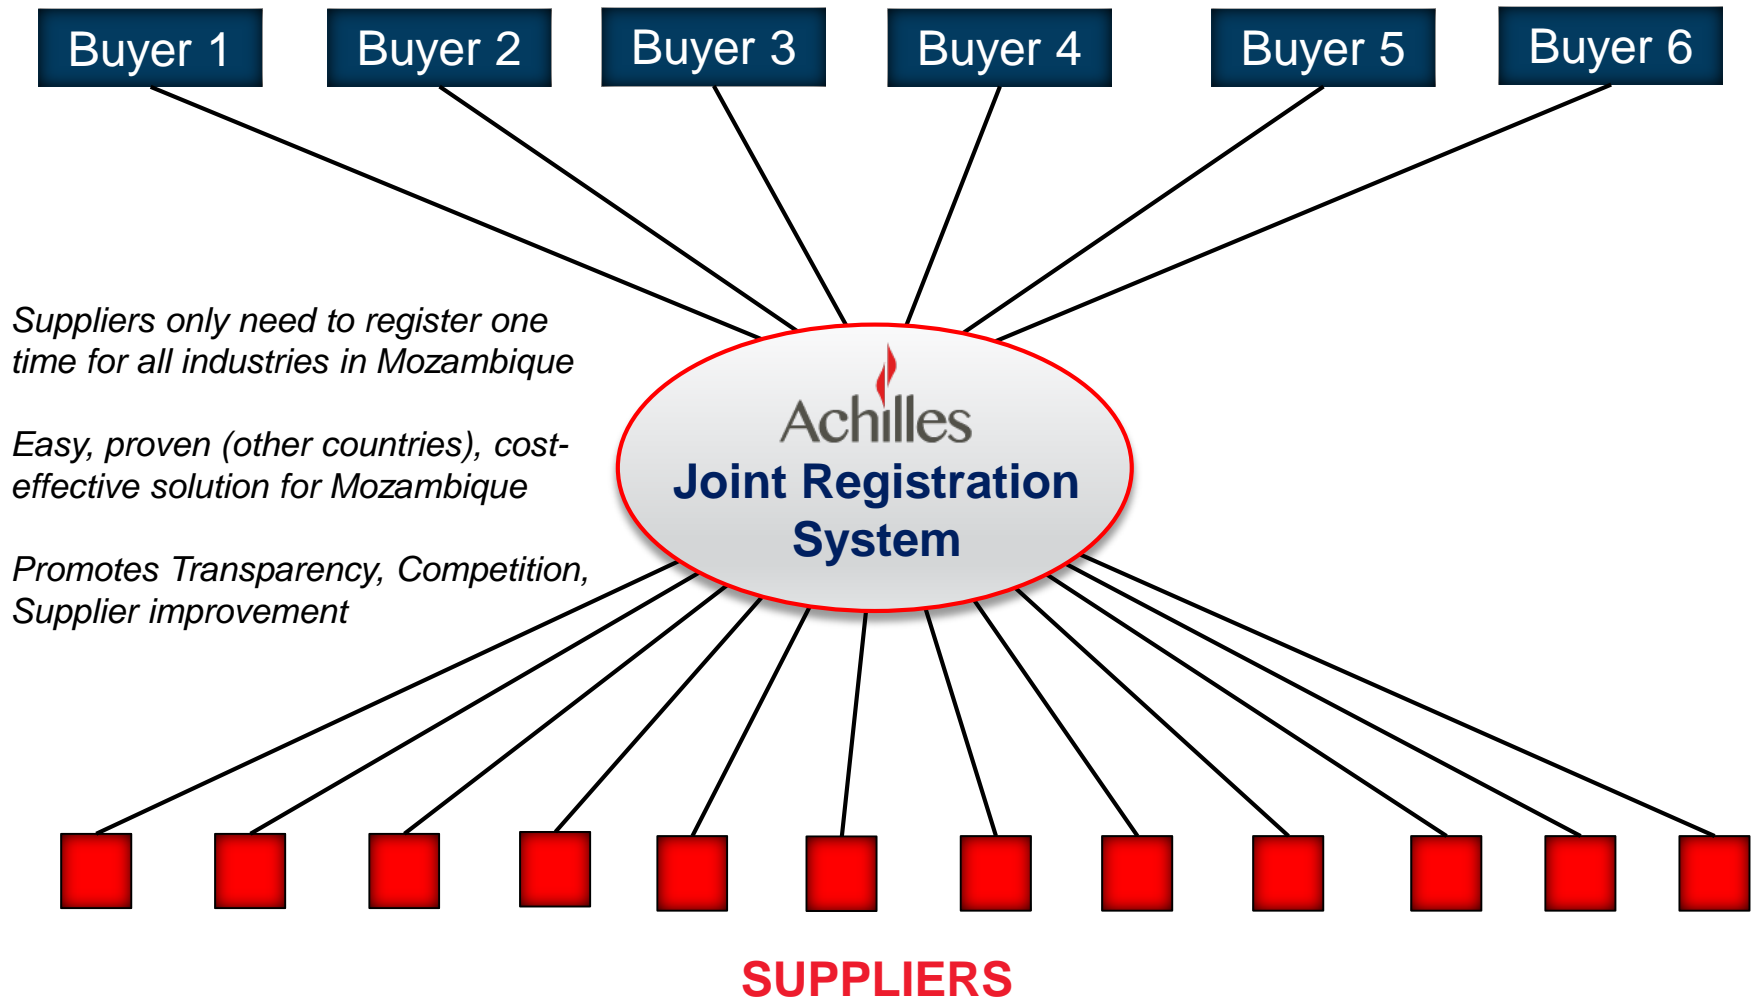 Buyer 1
Buyer 2
Buyer 3
Buyer 4
Buyer 5
Buyer 6
Suppliers only need to register one
time for all industries in Mozambique
Easy, proven (other countries), cost-
effective solution for Mozambique
Promotes Transparency, Competition,
Supplier improvement
Achilles
Joint Registration
System
SUPPLIERS